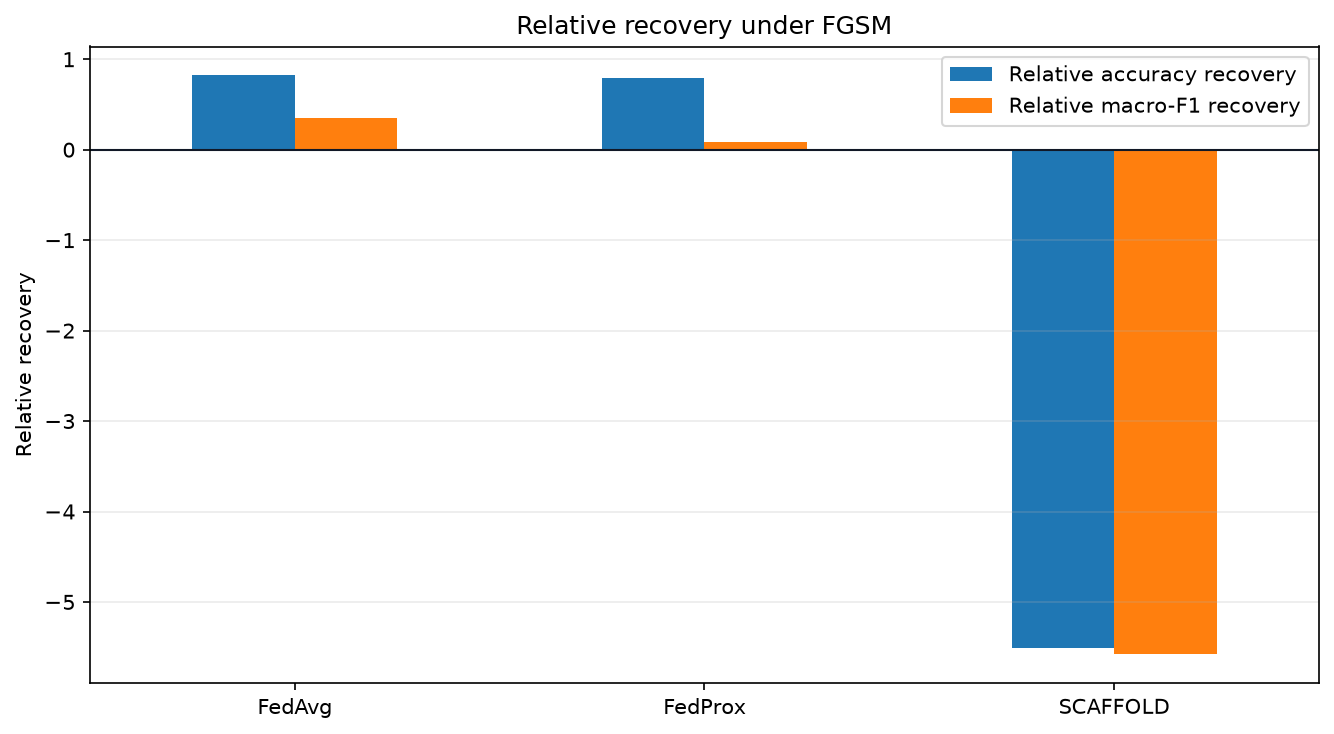 Relative recovery under FGSM
Relative accuracy recovery
Relative macro-F1 recovery
Relative recovery
1
0
−1
−2
−3
−4
−5
FedAvg
FedProx
SCAFFOLD